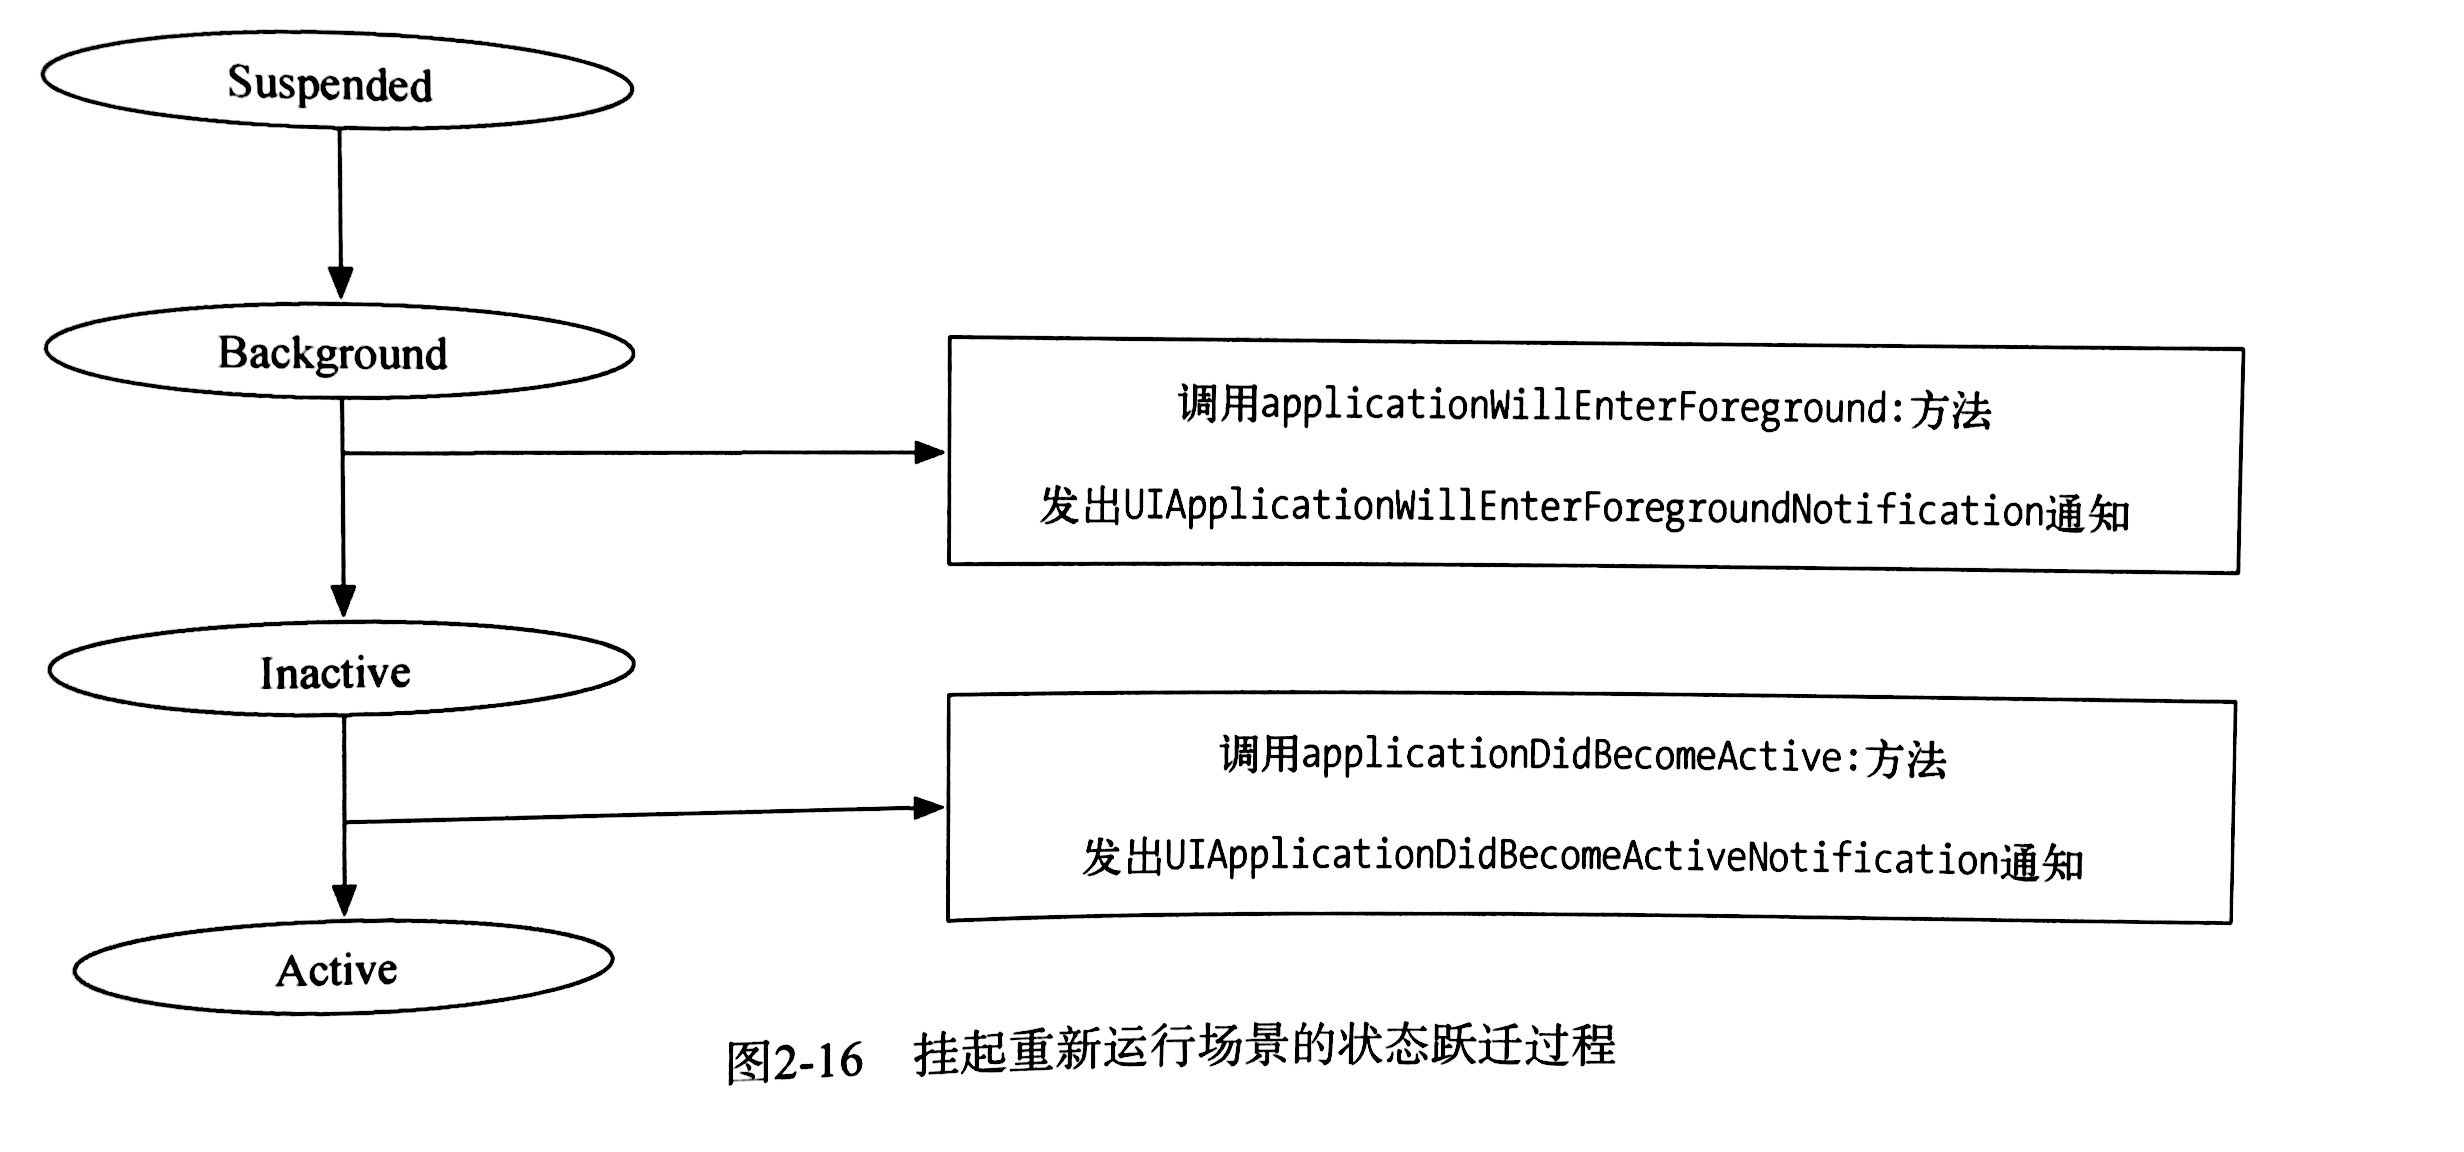 Suspended
Background
调用applicationWillEnterForeground:方法
发出UIApplicationWillEnterForegroundNotification通知
Inactive
调用applicationDidBecomeActive:方法
发出UIApplicationDidBecomeActiveNotification通知
Active
图2-16 挂起重新运行场景的状态跃迁过程